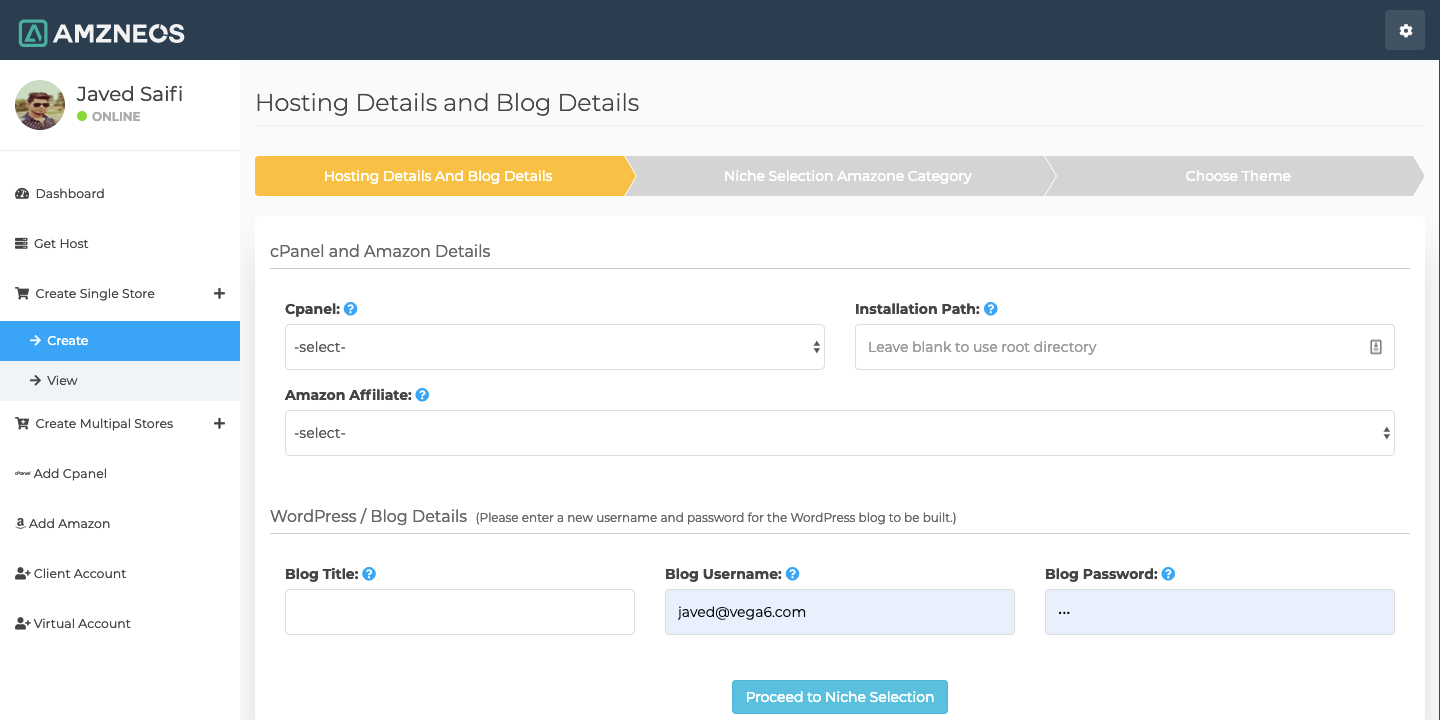 AMZNEOS
Javed Saifi
ONLINE
Dashboard
Get Host
Create Single Store
Create
View
Create Multipal Stores
cPanel Add Cpanel
Add Amazon
Client Account
Virtual Account
Hosting Details and Blog Details
Hosting Details And Blog Details
Niche Selection Amazone Category
Choose Theme
cPanel and Amazon Details
Cpanel:
-select-
Installation Path:
Leave blank to use root directory
Amazon Affiliate:
-select-
WordPress / Blog Details (Please enter a new username and password for the WordPress blog to be built.)
Blog Title:
Blog Username:
javed@vega6.com
Blog Password:
•••
Proceed to Niche Selection